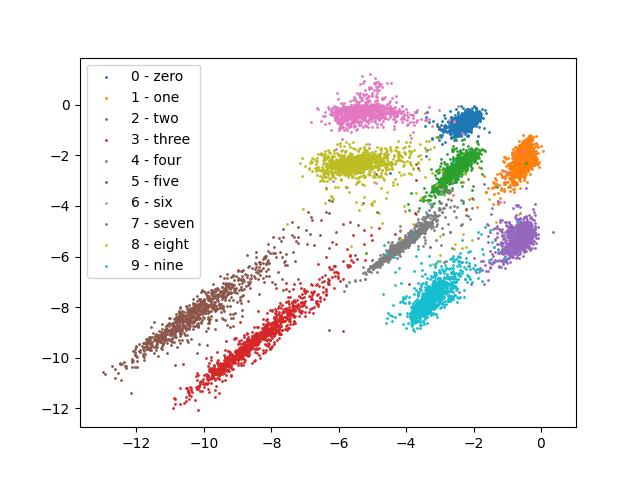 0 - zero
1 - one
2 - two
3 - three
4 - four
5 - five
6 - six
7 - seven
8 - eight
9 - nine
0
−2
−4
−6
−8
−10
−12
−12 −10 −8 −6 −4 −2 0